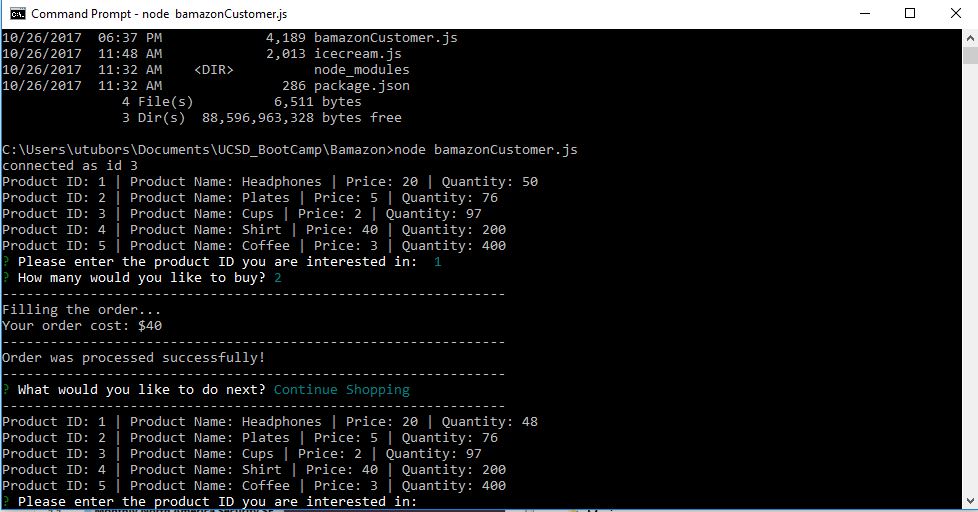 Command Prompt - node  bamazonCustomer.js
10/26/2017  06:37 PM             4,189 bamazonCustomer.js
10/26/2017  11:48 AM             2,013 icecream.js
10/26/2017  11:32 AM    <DIR>          node_modules
10/26/2017  11:32 AM               286 package.json
               4 File(s)          6,511 bytes
               3 Dir(s)  88,596,963,328 bytes free
C:\Users\utubors\Documents\UCSD_BootCamp\Bamazon>node bamazonCustomer.js
connected as id 3
Product ID: 1 | Product Name: Headphones | Price: 20 | Quantity: 50
Product ID: 2 | Product Name: Plates | Price: 5 | Quantity: 76
Product ID: 3 | Product Name: Cups | Price: 2 | Quantity: 97
Product ID: 4 | Product Name: Shirt | Price: 40 | Quantity: 200
Product ID: 5 | Product Name: Coffee | Price: 3 | Quantity: 400
? Please enter the product ID you are interested in:  1
? How many would you like to buy? 2
---------------------------------------------------------------
Filling the order...
Your order cost: $40
---------------------------------------------------------------
Order was processed successfully!
---------------------------------------------------------------
? What would you like to do next? Continue Shopping
---------------------------------------------------------------
Product ID: 1 | Product Name: Headphones | Price: 20 | Quantity: 48
Product ID: 2 | Product Name: Plates | Price: 5 | Quantity: 76
Product ID: 3 | Product Name: Cups | Price: 2 | Quantity: 97
Product ID: 4 | Product Name: Shirt | Price: 40 | Quantity: 200
Product ID: 5 | Product Name: Coffee | Price: 3 | Quantity: 400
? Please enter the product ID you are interested in: